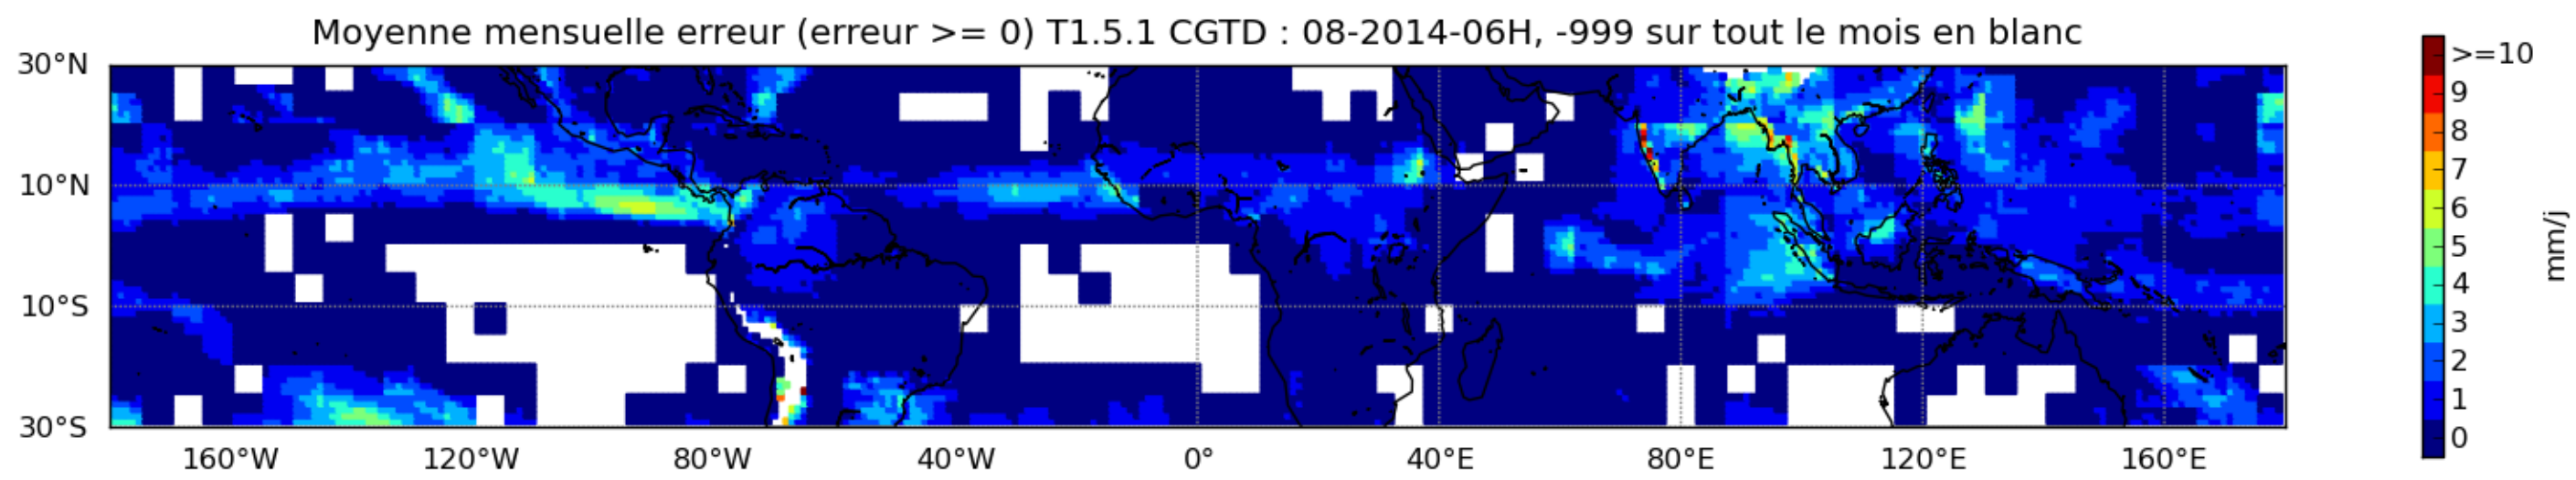 Moyenne mensuelle erreur (erreur >= 0) T1.5.1 CGTD : 08-2014-06H, -999 sur tout le mois en blanc
30°N
10°N
10°S
30°S
160°W 120°W 80°W 40°W 0° 40°E 80°E 120°E 160°E
>=10
9
8
7
6
5
4
3
2
1
0
mm/j